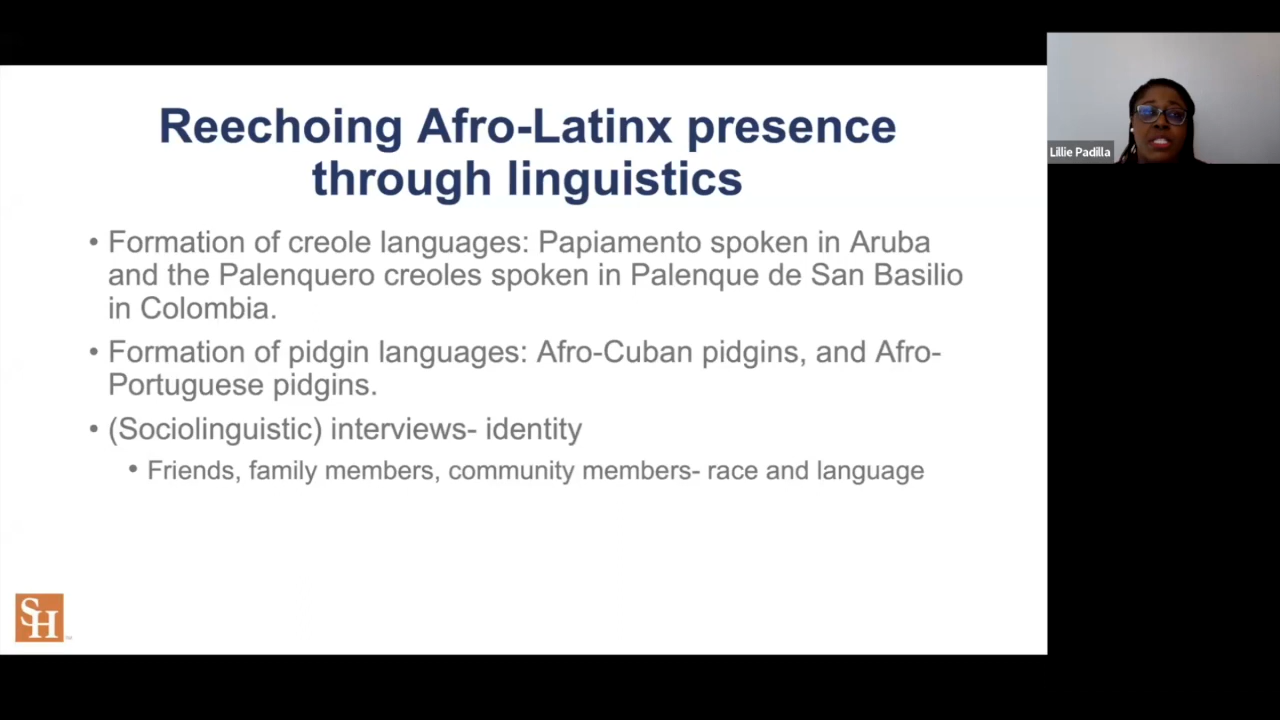 Reechoing Afro-Latinx presence
through linguistics
• Formation of creole languages: Papiamento spoken in Aruba
and the Palenquero creoles spoken in Palenque de San Basilio
in Colombia.
• Formation of pidgin languages: Afro-Cuban pidgins, and Afro-
Portuguese pidgins.
• (Sociolinguistic) interviews- identity
• Friends, family members, community members- race and language
SH
Lillie Padilla